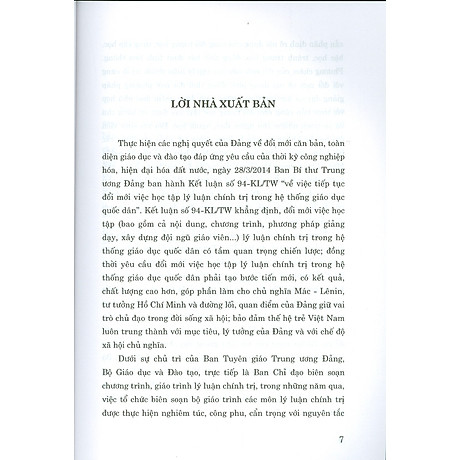 LỜI NHÀ XUẤT BẢN
Thực hiện các nghị quyết của Đảng về đổi mới căn bản, toàn
diện giáo dục và đào tạo đáp ứng yêu cầu của thời kỳ công nghiệp
hóa, hiện đại hóa đất nước, ngày 28/3/2014 Ban Bí thư Trung
ương Đảng ban hành Kết luận số 94-KL/TW “về việc tiếp tục
đổi mới việc học tập lý luận chính trị trong hệ thống giáo dục
quốc dân”. Kết luận số 94-KL/TW khẳng định, đổi mới việc học
tập (bao gồm cả nội dung, chương trình, phương pháp giảng
dạy, xây dựng đội ngũ giáo viên...) lý luận chính trị trong hệ
thống giáo dục quốc dân có tầm quan trọng chiến lược; đồng
thời yêu cầu đổi mới việc học tập lý luận chính trị trong hệ
thống giáo dục quốc dân phải tạo bước tiến mới, có kết quả,
chất lượng cao hơn, góp phần làm cho chủ nghĩa Mác - Lênin,
tư tưởng Hồ Chí Minh và đường lối, quan điểm của Đảng giữ vai
trò chủ đạo trong đời sống xã hội; bảo đảm thế hệ trẻ Việt Nam
luôn trung thành với mục tiêu, lý tưởng của Đảng và với chế độ
xã hội chủ nghĩa.
Dưới sự chủ trì của Ban Tuyên giáo Trung ương Đảng,
Bộ Giáo dục và Đào tạo, trực tiếp là Ban Chỉ đạo biên soạn
chương trình, giáo trình lý luận chính trị, trong những năm qua,
việc tổ chức biên soạn bộ giáo trình các môn lý luận chính trị
được thực hiện nghiêm túc, công phu, cẩn trọng với nguyên tắc
7